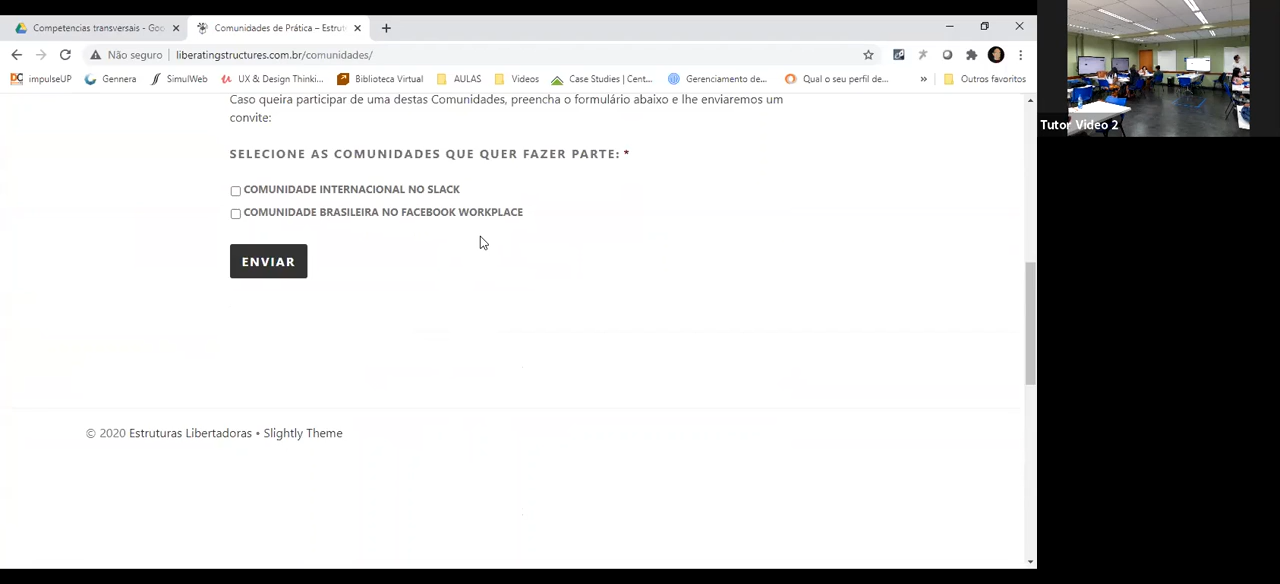 Competencias transversais - Goo
Comunidades de Prática – Estrut
Não seguro | liberatingstructures.com.br/comunidades/
impulseUP
Gennera
SimulWeb
UX & Design Thinki...
Biblioteca Virtual
AULAS
Videos
Case Studies | Cent...
Gerenciamento de...
Qual o seu perfil de...
»
Outros favoritos
Caso queira participar de uma destas Comunidades, preencha o formulário abaixo e lhe enviaremos um
convite:
SELECIONE AS COMUNIDADES QUE QUER FAZER PARTE: *
COMUNIDADE INTERNACIONAL NO SLACK
COMUNIDADE BRASILEIRA NO FACEBOOK WORKPLACE
ENVIAR
© 2020 Estruturas Libertadoras • Slightly Theme
Tutor Video 2